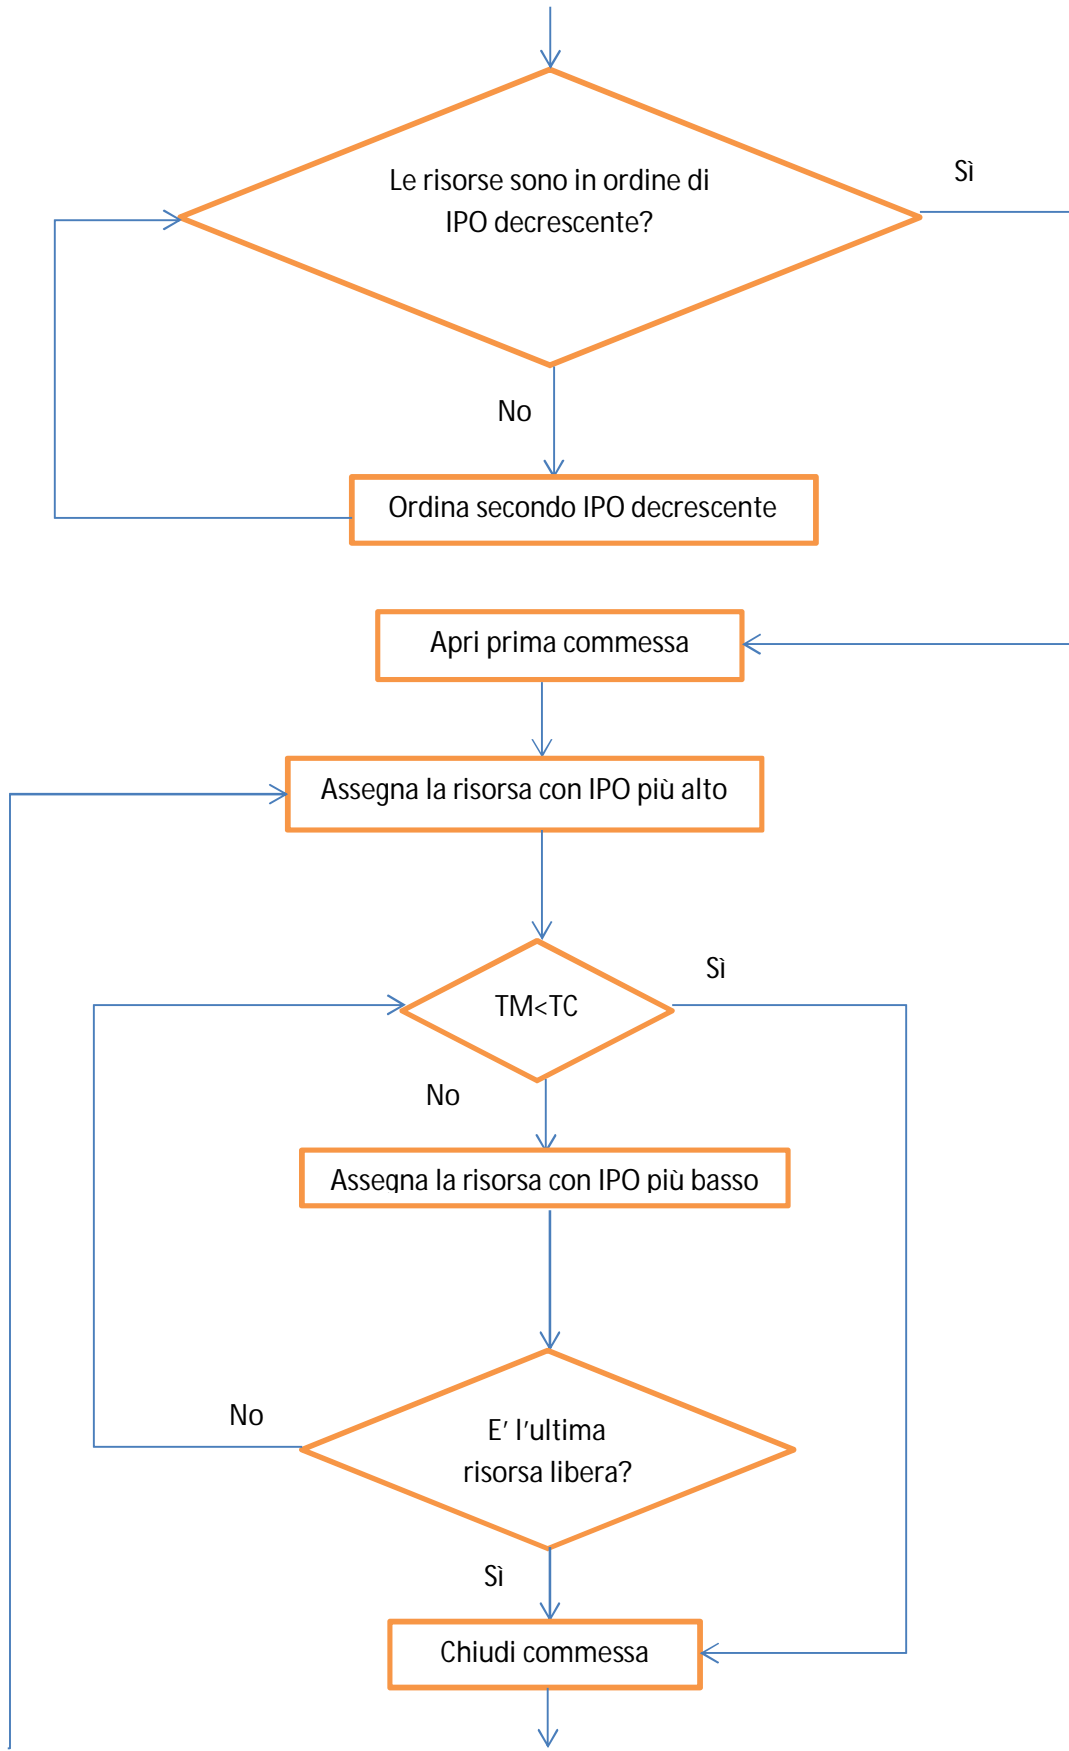 Le risorse sono in ordine di
IPO decrescente?
Sì
No
Ordina secondo IPO decrescente
Apri prima commessa
Assegna la risorsa con IPO più alto
Sì
TM<TC
No
Assegna la risorsa con IPO più basso
No
E’ l’ultima
risorsa libera?
Sì
Chiudi commessa